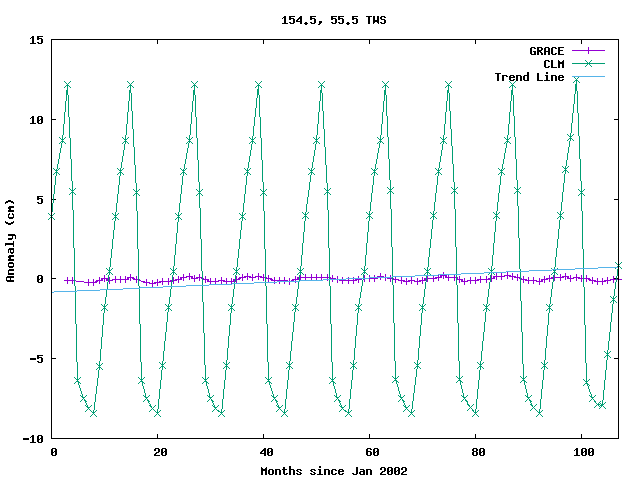 154.5, 55.5 TWS
GRACE
CLM
Trend Line
15
10
5
0
-5
-10
Anomaly (cm)
0 20 40 60 80 100
Months since Jan 2002